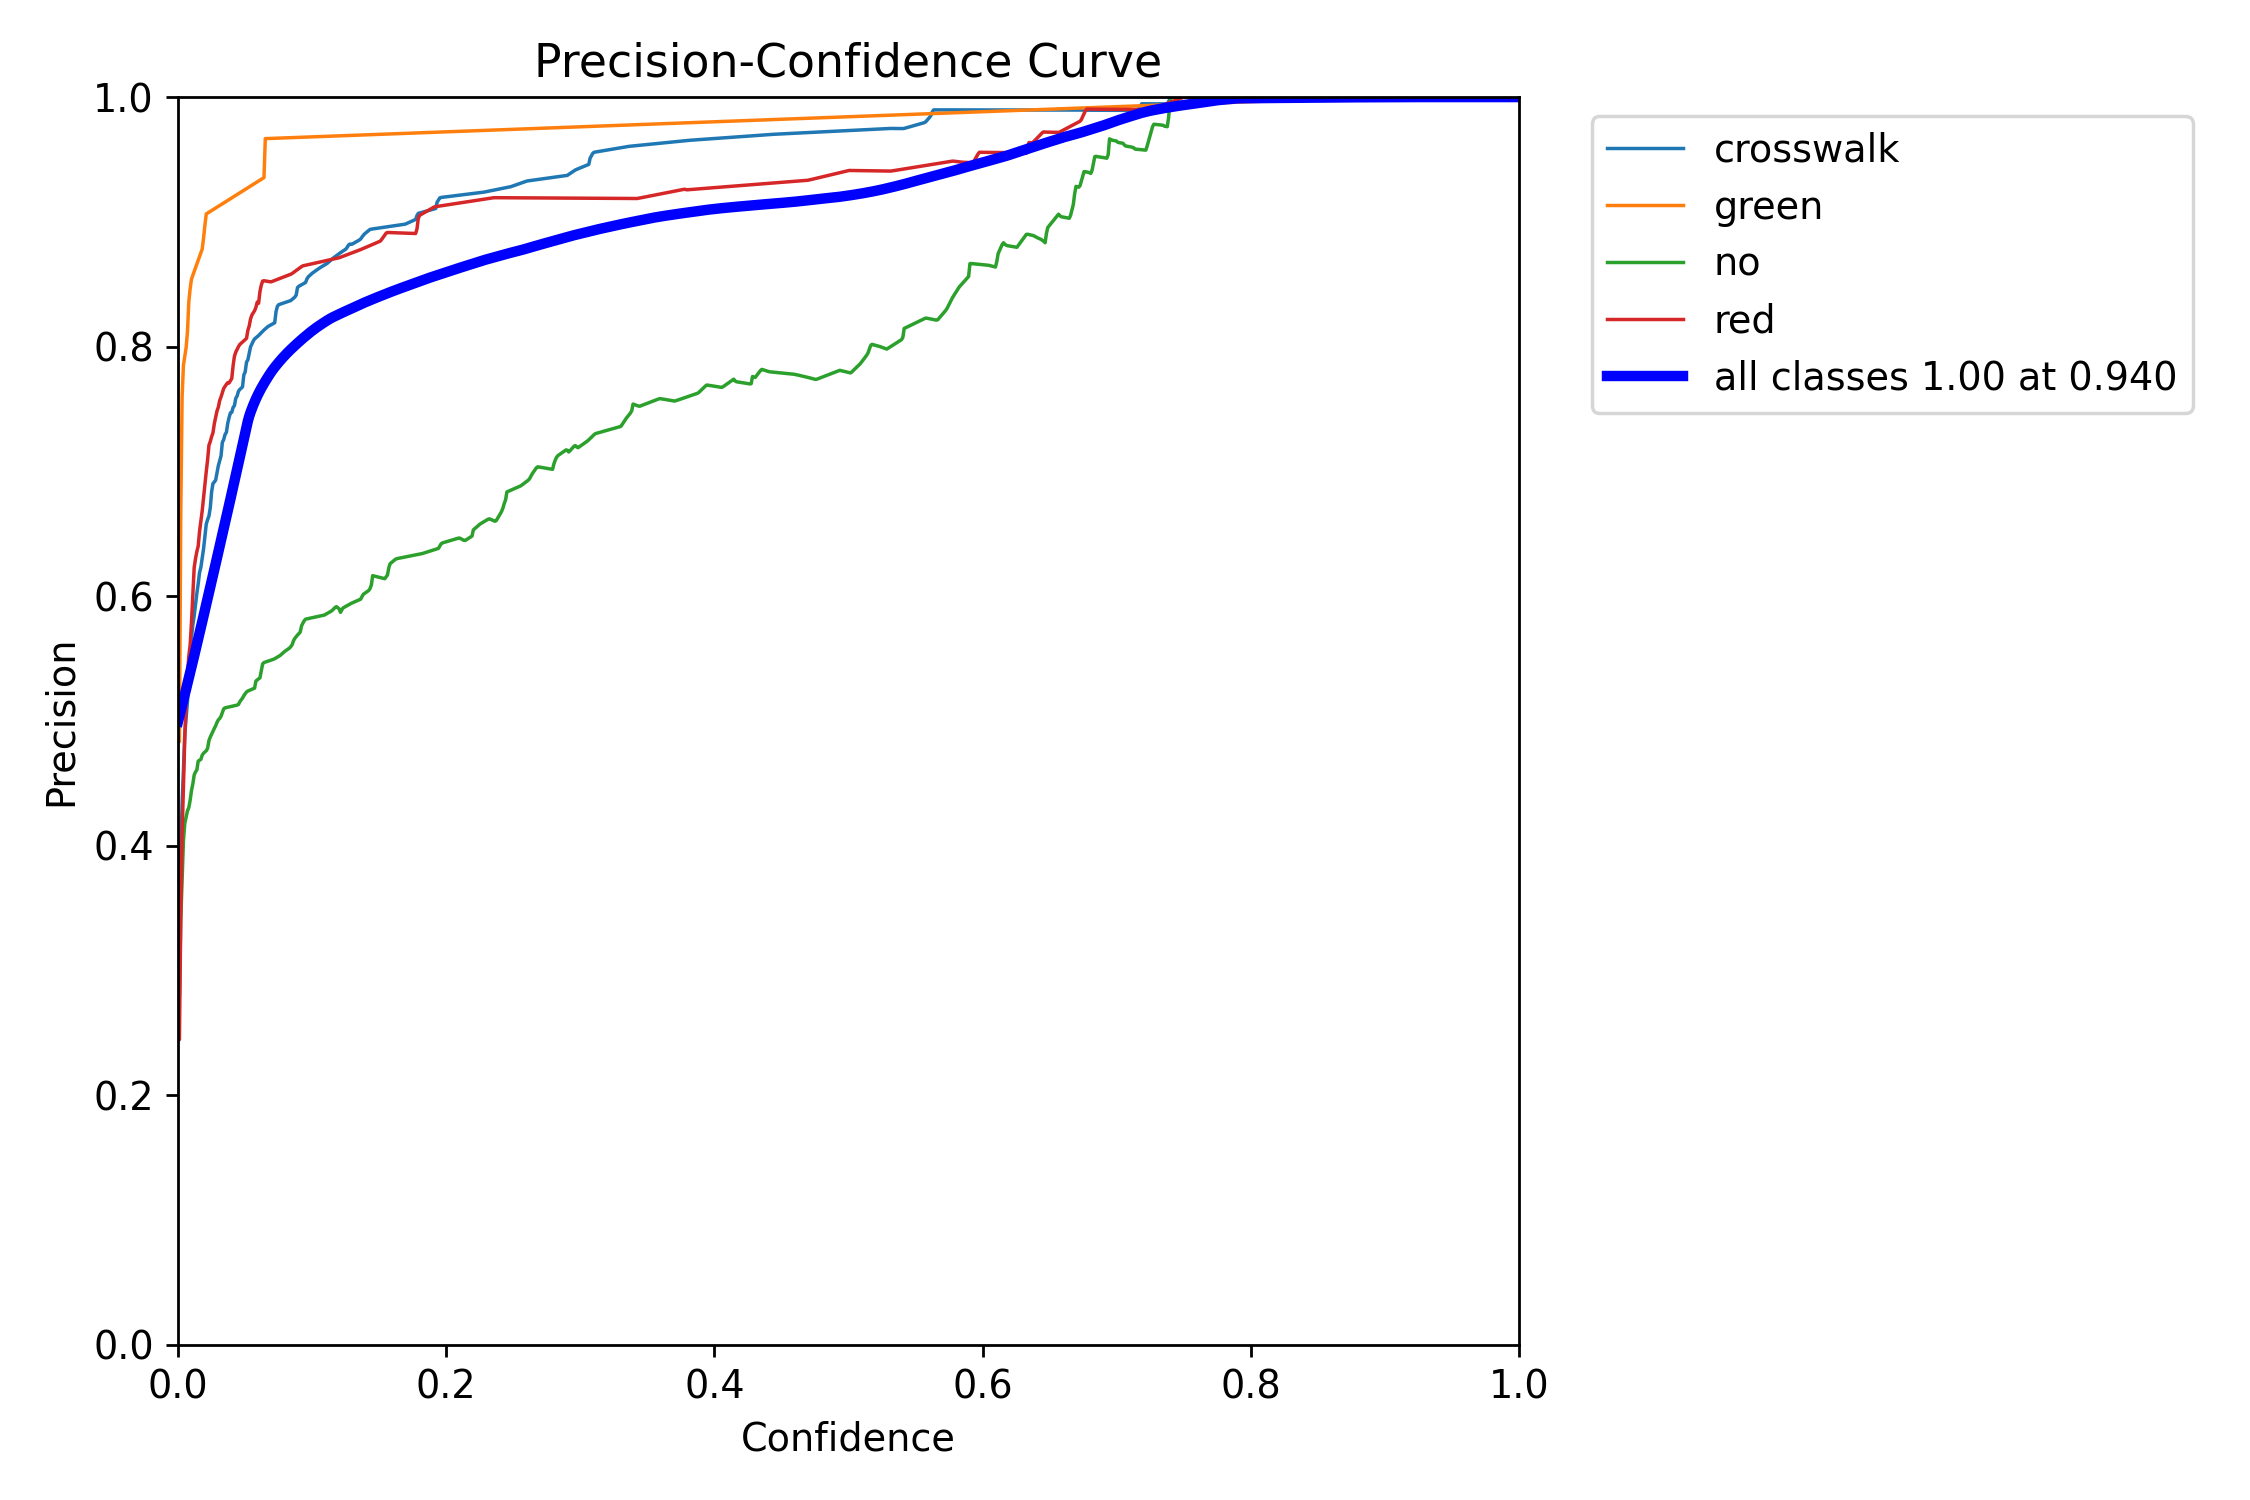 Precision-Confidence Curve
1.0
0.8
0.6
0.4
0.2
0.0
Precision
0.0 0.2 0.4 0.6 0.8 1.0
Confidence
crosswalk
green
no
red
all classes 1.00 at 0.940